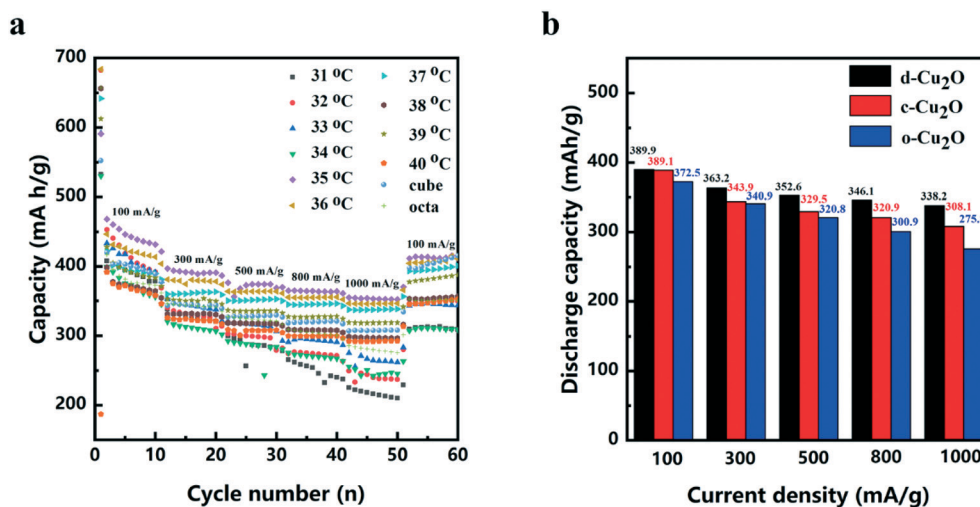 a
Capacity (mA h/g)
700
600
500
400
300
200
0
10
20
30
40
50
60
Cycle number (n)
31 ⁰C
32 ⁰C
33 ⁰C
34 ⁰C
35 ⁰C
36 ⁰C
37 ⁰C
38 ⁰C
39 ⁰C
40 ⁰C
cube
octa
100 mA/g
300 mA/g
500 mA/g
800 mA/g
1000 mA/g
100 mA/g
b
Discharge capacity (mAh/g)
500
400
300
200
100
0
d-Cu₂O
c-Cu₂O
o-Cu₂O
389.9
389.1
372.5
363.2
343.9
340.9
352.6
329.5
320.8
346.1
320.9
300.9
338.2
308.1
275.
100
300
500
800
1000
Current density (mA/g)